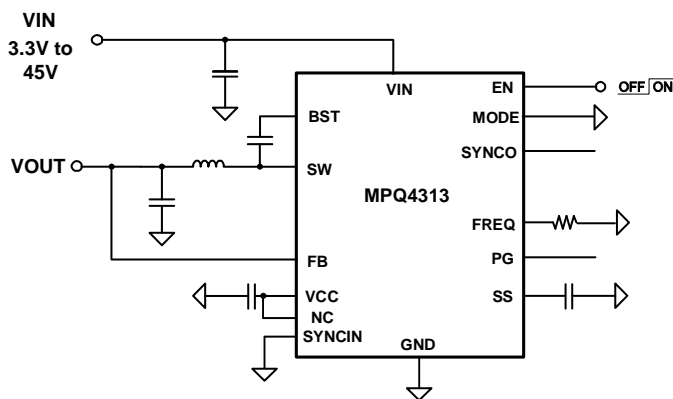 VIN
3.3V to
45V
VIN
EN
OFF ON
BST
MODE
SYNCO
VOUT
SW
MPQ4313
FREQ
FB
PG
VCC
SS
NC
SYNCIN
GND